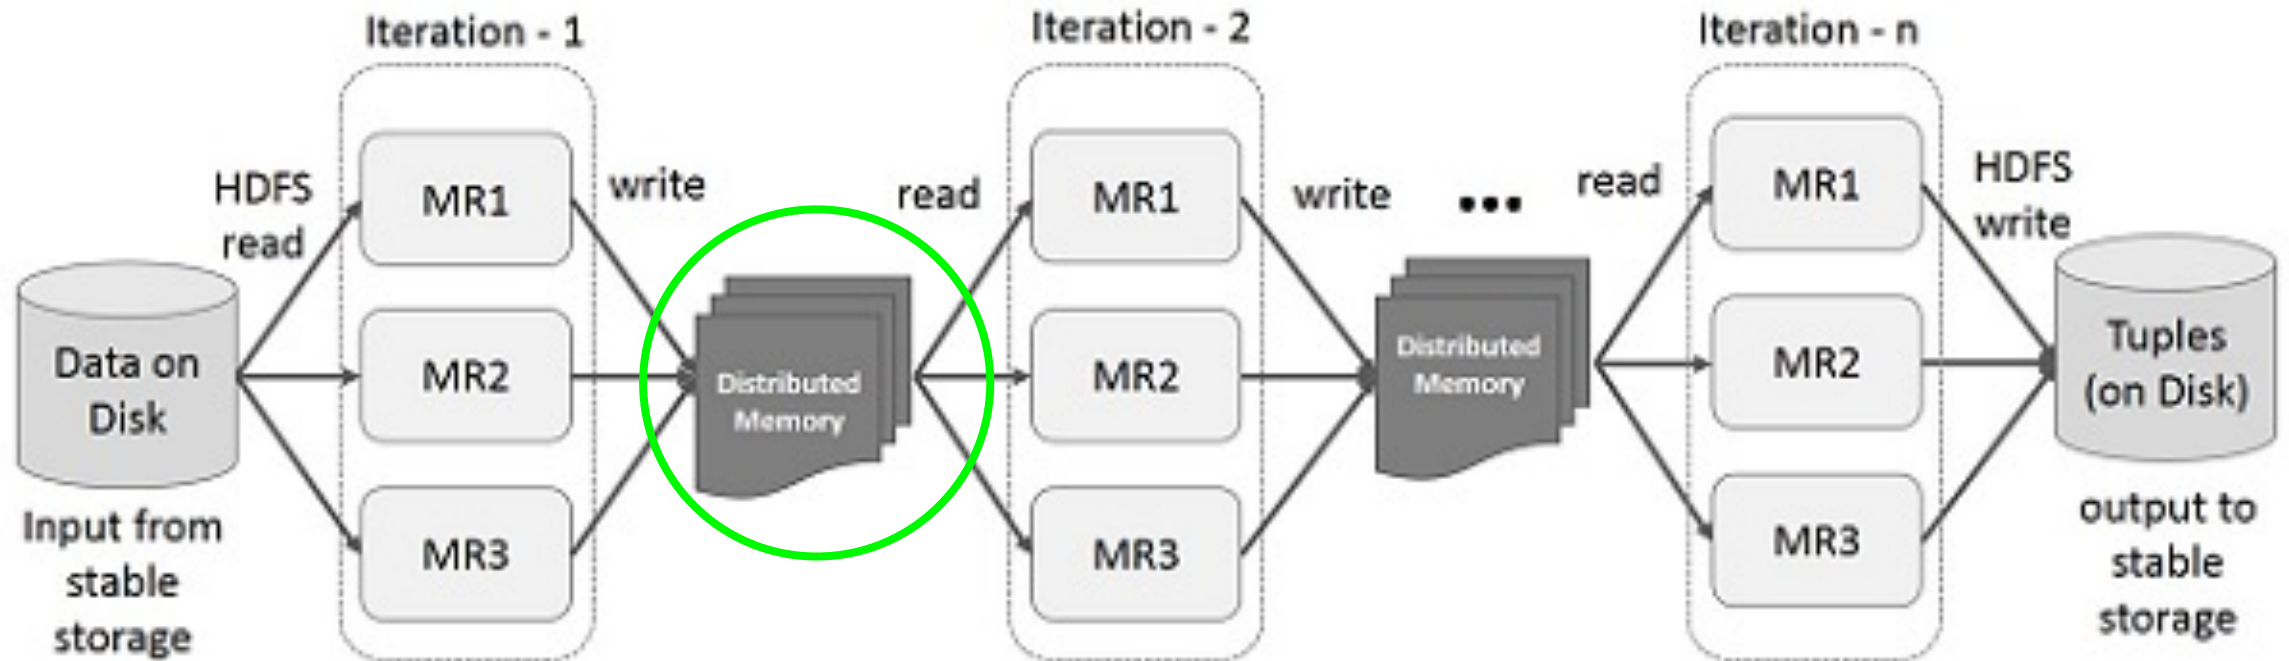 Iteration - 1
Iteration - 2
Iteration - n
HDFS
read
write
read
write
...
read
HDFS
write
MR1
MR2
MR3
MR1
MR2
MR3
MR1
MR2
MR3
Data on
Disk
Distributed
Memory
Distributed
Memory
Tuples
(on Disk)
Input from
stable
storage
output to
stable
storage